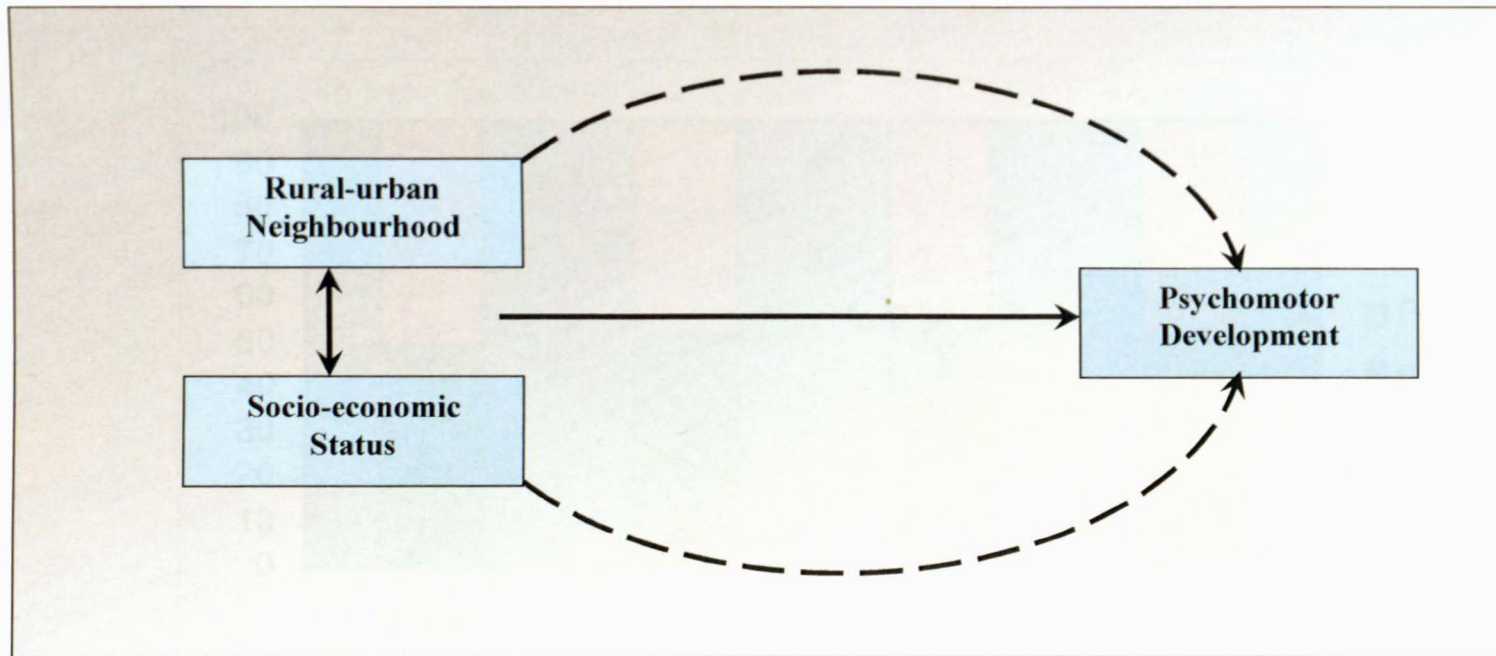 Rural-urban
Neighbourhood
Psychomotor
Development
Socio-economic
Status